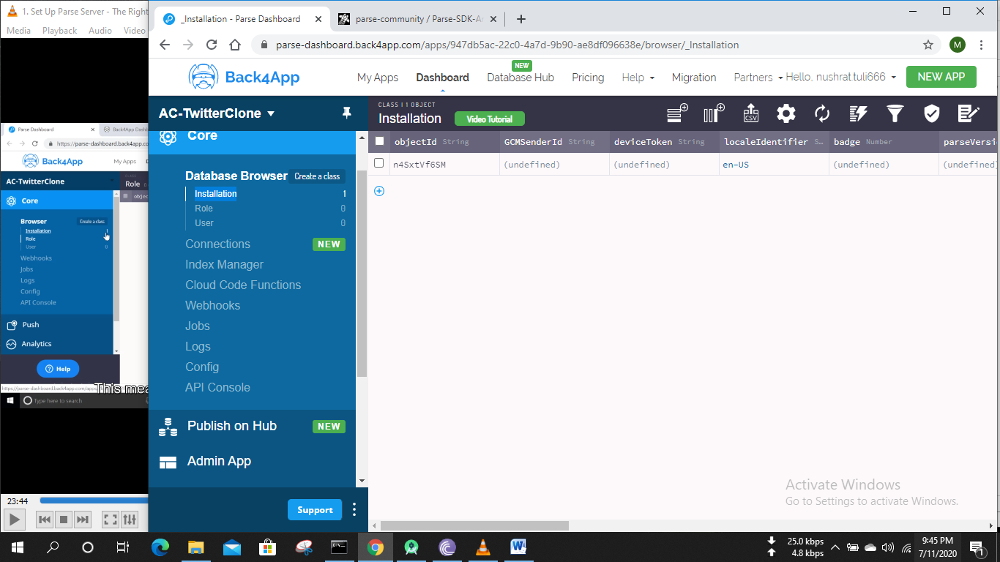 1. Set Up Parse Server - The Right
Media Playback Audio Video
Parse Dashboard
Back4App Dashb
https://parse-dashboard.back4app.co
Back4App
My Apps
AC-TwitterClone
Role
Core
objec
Browser
Create a class
Installation 1
Role
User 0
Webhooks
Jobs
Logs
Config
API Console
Push
Analytics
Help
https://parse-dashboard.back4app.com/apps
This mea
Type here to search
23:44
_Installation - Parse Dashboard
parse-community / Parse-SDK-A
parse-dashboard.back4app.com/apps/947db5ac-22c0-4a7d-9b90-ae8df096638e/browser/_Installation
M
Back4App
My Apps Dashboard Database Hub Pricing Help Migration Partners Hello, nushrat tuli666
NEW
NEW APP
AC-TwitterClone
CLASS | 1 OBJECT
Installation
Video Tutorial
CSV
Core
Database Browser
Create a class
Installation 1
Role 0
User 0
Connections NEW
Index Manager
Cloud Code Functions
Webhooks
Jobs
Logs
Config
API Console
Publish on Hub NEW
Admin App
Support
objectId String GCMSenderId String deviceToken String localeIdentifier S... badge Number parseVersi
n4SxtVf6SM (undefined) (undefined) en-US (undefined) (undefined)
Activate Windows
Go to Settings to activate Windows.
25.0 kbps
4.8 kbps
9:45 PM
7/11/2020
1